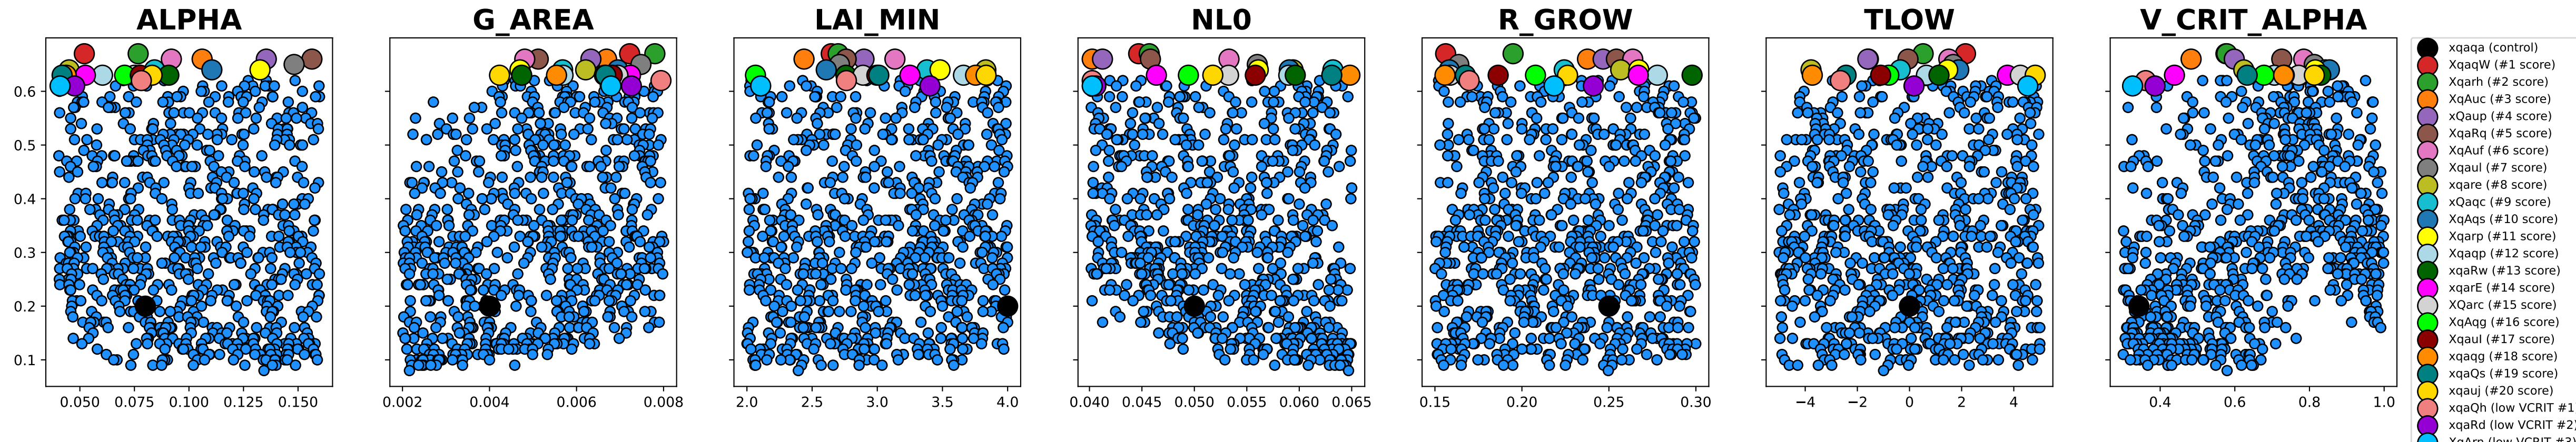 ALPHA
G_AREA
LAI_MIN
NL0
R_GROW
TLOW
V_CRIT_ALPHA
0.6
0.5
0.4
0.3
0.2
0.1
0.050 0.075 0.100 0.125 0.150
0.002 0.004 0.006 0.008
2.0 2.5 3.0 3.5 4.0
0.040 0.045 0.050 0.055 0.060 0.065
0.15 0.20 0.25 0.30
−4 −2 0 2 4
0.4 0.6 0.8 1.0
xqaqa (control)
XqaqW (#1 score)
Xqarh (#2 score)
XqAuc (#3 score)
xQaup (#4 score)
XqaRq (#5 score)
XqAuf (#6 score)
XqauI (#7 score)
xqare (#8 score)
xQaqc (#9 score)
XqAqs (#10 score)
Xqarp (#11 score)
Xqaqp (#12 score)
xqaRw (#13 score)
xqarE (#14 score)
XQarc (#15 score)
XqAqg (#16 score)
Xqaul (#17 score)
xqaqg (#18 score)
xqaQs (#19 score)
xqauj (#20 score)
xqaQh (low VCRIT #1
xqaRd (low VCRIT #2)